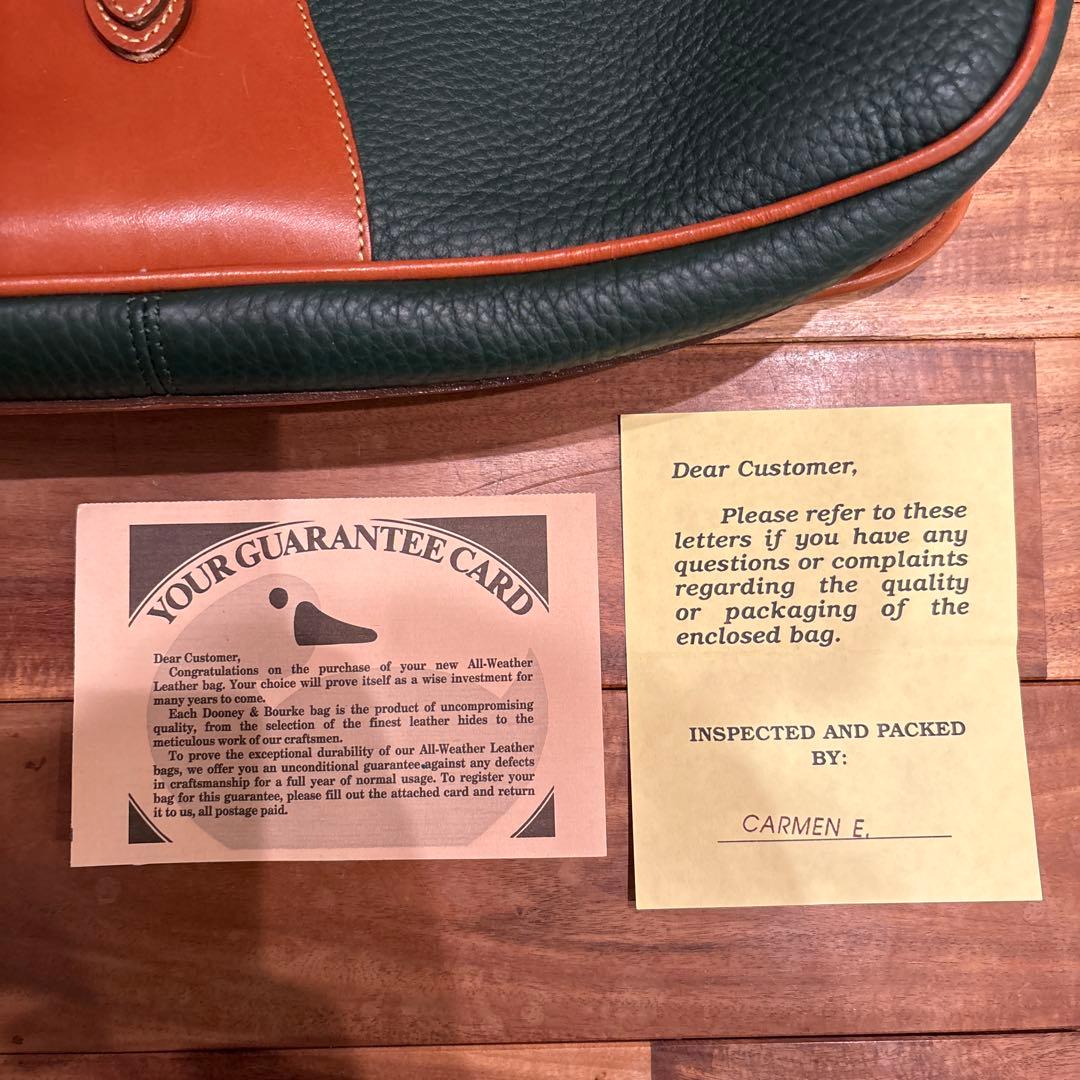 YOUR GUARANTEE CARD
Dear Customer,
Congratulations on the purchase of your new All-Weather
Leather bag. Your choice will prove itself as a wise investment for
many years to come.
Each Dooney & Bourke bag is the product of uncompromising
quality, from the selection of the finest leather hides to the
meticulous work of our craftsmen.
To prove the exceptional durability of our All-Weather Leather
bags, we offer you an unconditional guarantee against any defects
in craftsmanship for a full year of normal usage. To register your
bag for this guarantee, please fill out the attached card and return
it to us, all postage paid.
Dear Customer,
Please refer to these
letters if you have any
questions or complaints
regarding the quality
or packaging of the
enclosed bag.
INSPECTED AND PACKED
BY:
CARMEN E.